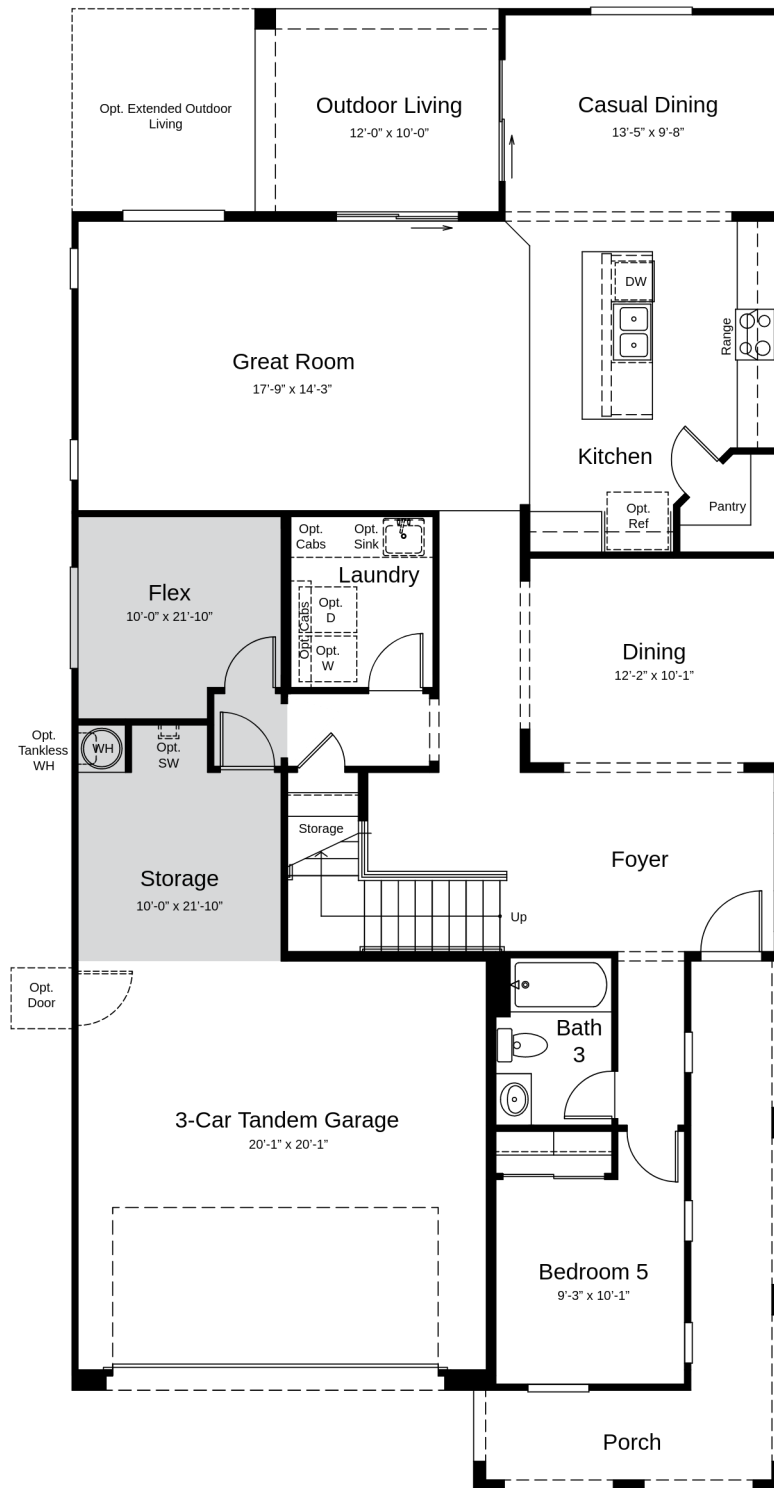 Opt. Extended Outdoor
Living
Outdoor Living
12'-0" x 10'-0"
Casual Dining
13'-5" x 9'-8"
DW
Range
Great Room
17'-9" x 14'-3"
Kitchen
Pantry
Opt.
Ref
Opt.
Cabs
Opt.
Sink
Laundry
Opt. Cabs
Opt.
D
Opt.
W
Flex
10'-0" x 21'-10"
Dining
12'-2" x 10'-1"
Opt.
Tankless
WH
WH
Opt.
SW
Storage
Storage
10'-0" x 21'-10"
Foyer
Up
Opt.
Door
Bath
3
3-Car Tandem Garage
20'-1" x 20'-1"
Bedroom 5
9'-3" x 10'-1"
Porch